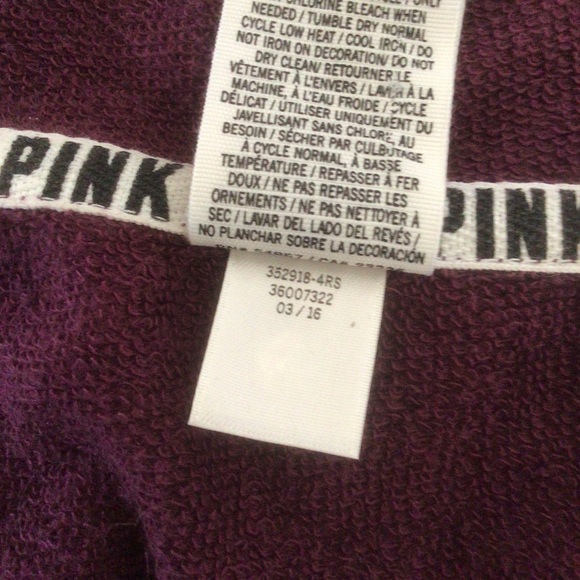 CHLORINE BLEACH WHEN
NEEDED / TUMBLE DRY NORMAL
CYCLE LOW HEAT / COOL IRON / DO
NOT IRON ON DECORATION/ DO NOT
DRY CLEAN/ RETOURNER LE
VÊTEMENT À L'ENVERS / LAVER À LA
MACHINE, À L'EAU FROIDE / CYCLE
DÉLICAT / UTILISER UNIQUEMENT DU
JAVELLISANT SANS CHLORE, AU
BESOIN / SÉCHER PAR CULBUTAGE
À CYCLE NORMAL, À BASSE
TEMPÉRATURE / REPASSER À FER
DOUX / NE PAS REPASSER LES
ORNEMENTS / NE PAS NETTOYER À
SEC / LAVAR DEL LADO DEL REVÉS /
NO PLANCHAR SOBRE LA DECORACIÓN
PINK
PINK
352918-4RS
36007322
03 / 16